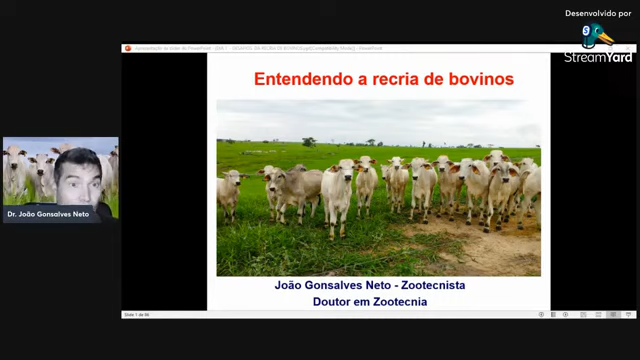 Desenvolvido por
StreamYard
Entendendo a recria de bovinos
Dr. João Gonsalves Neto
João Gonsalves Neto - Zootecnista
Doutor em Zootecnia